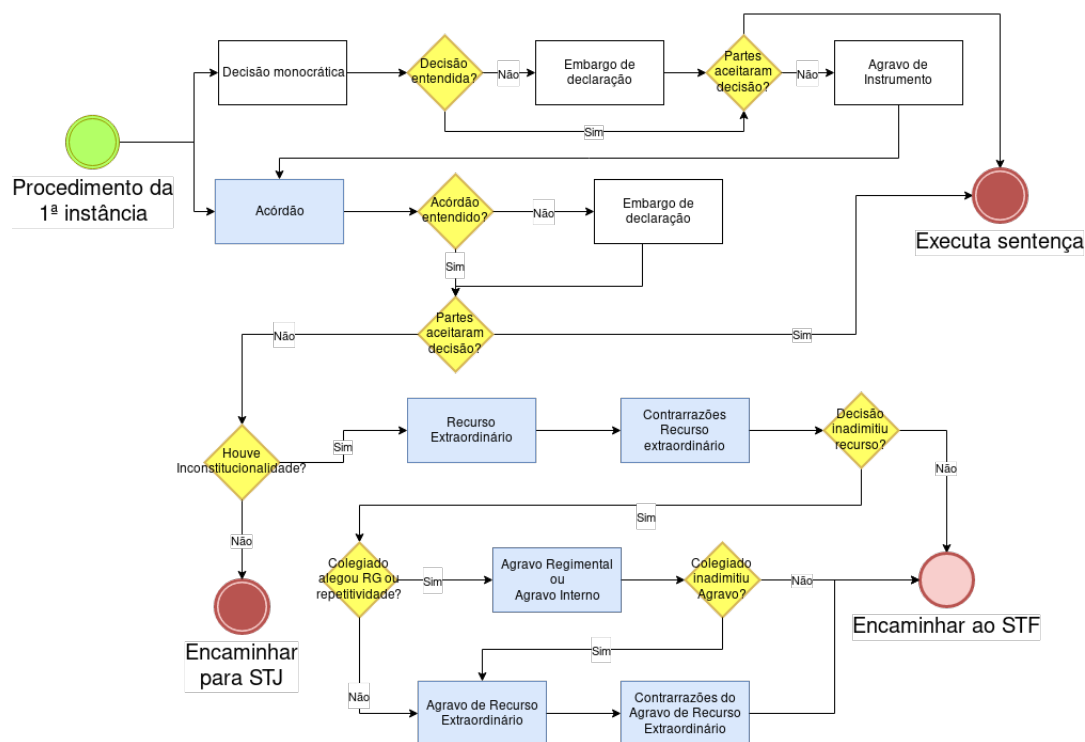 Procedimento da
1ª instância
Decisão monocrática
Decisão
entendida?
Não
Embargo de
declaração
Partes
aceitaram
decisão?
Não
Agravo de
Instrumento
Sim
Acórdão
Acórdão
entendido?
Não
Embargo de
declaração
Sim
Executa sentença
Partes
aceitaram
decisão?
Não
Sim
Houve
Inconstitucionalidade?
Sim
Recurso
Extraordinário
Contrarrazões
Recurso
extraordinário
Decisão
inadimitiu
recurso?
Não
Sim
Não
Encaminhar
para STJ
Colegiado
alegou RG ou
repetitividade?
Sim
Agravo Regimental
ou
Agravo Interno
Colegiado
inadimitiu
Agravo?
Não
Encaminhar ao STF
Sim
Não
Agravo de Recurso
Extraordinário
Contrarrazões do
Agravo de Recurso
Extraordinário